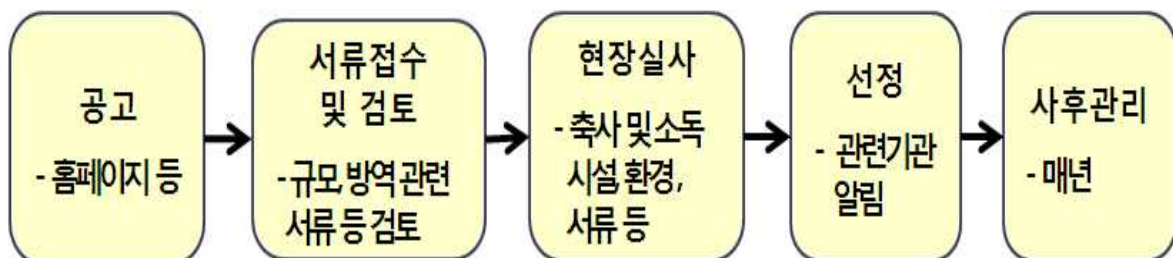 공고
- 홈페이지 등
서류접수
및 검토
- 규모, 방역 관련
서류 등 검토
현장실사
- 축사 및 소독
시설, 환경,
서류 등
선정
- 관련기관
알림
사후관리
- 매년